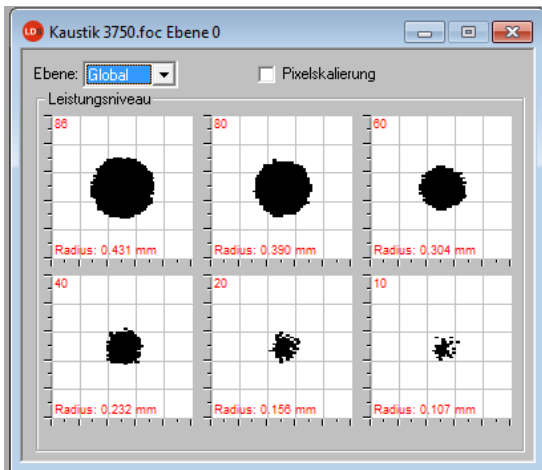 LD Kaustik 3750.foc Ebene 0
Ebene: Global Pixelskalierung
Leistungsniveau
86 80 60
Radius: 0.431 mm Radius: 0.390 mm Radius: 0.304 mm
40 20 10
Radius: 0.232 mm Radius: 0.156 mm Radius: 0.107 mm